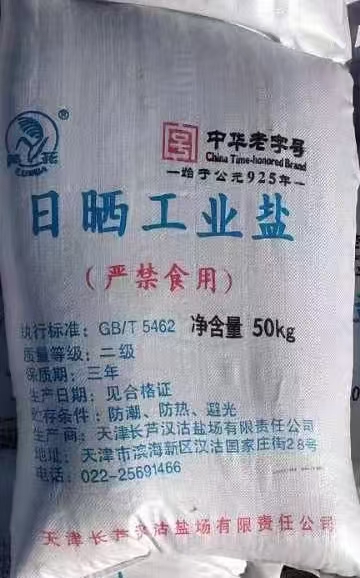 ®
芦花
LUHUA
号
中华老字号
China Time-honored Brand
—始于公元925年—
日晒工业盐
(严禁食用)
执行标准：GB/T 5462 净含量 50kg
质量等级：二级
保质期：三年
生产日期：见合格证
贮存条件：防潮、防热、避光
生产商：天津长芦汉沽盐场有限责任公司
地址：天津市滨海新区汉沽国家庄街28号
电话：022-25691466
天津长芦汉沽盐场有限责任公司